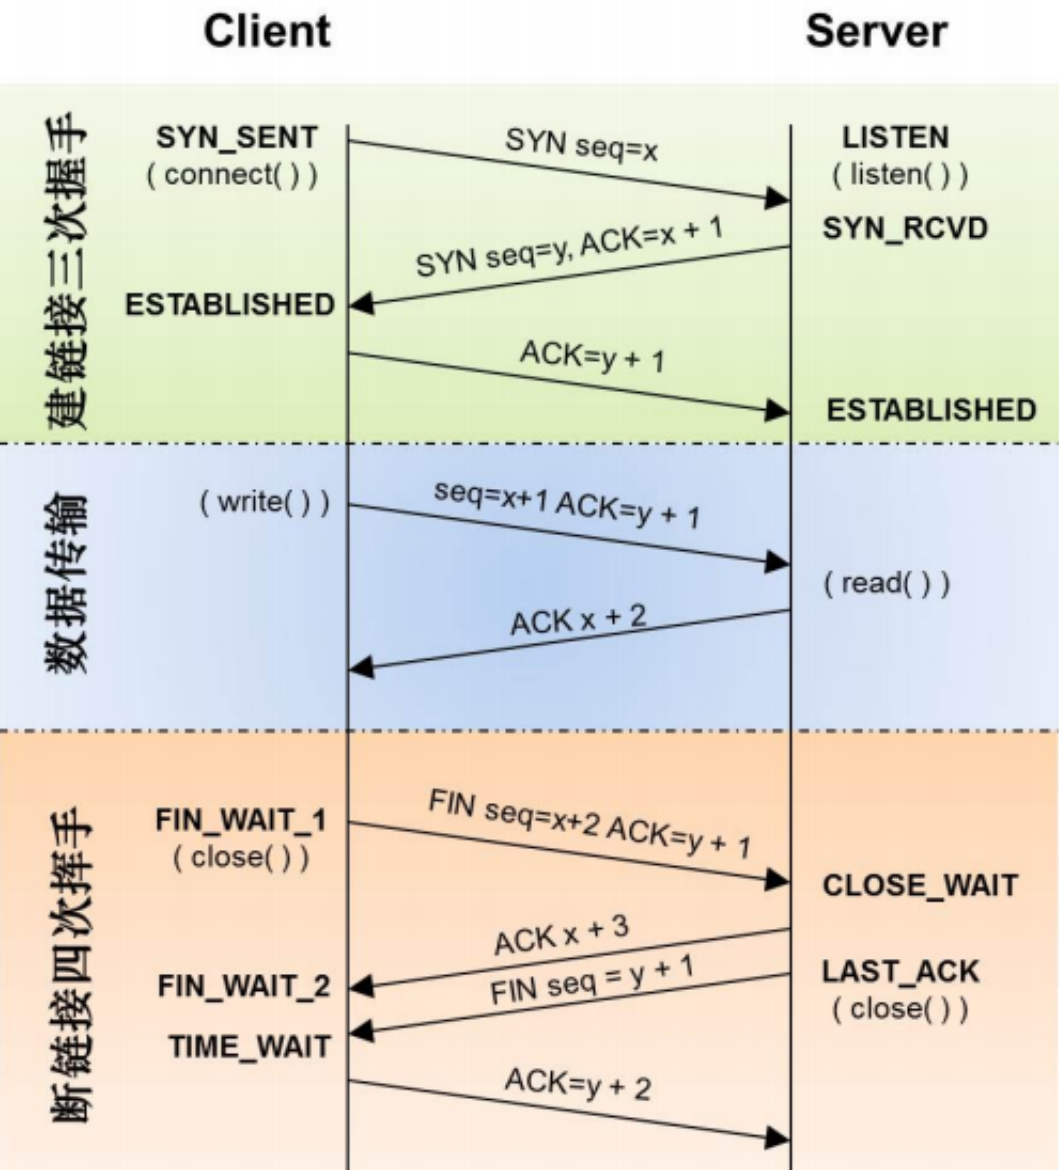 Client
Server
建链接三次握手
SYN_SENT
( connect( ) )
SYN seq=x
LISTEN
( listen( ) )
SYN_RCVD
SYN seq=y, ACK=x + 1
ESTABLISHED
ACK=y + 1
ESTABLISHED
数据传输
( write( ) )
seq=x+1 ACK=y + 1
( read( ) )
ACK x + 2
断链接四次挥手
FIN_WAIT_1
( close( ) )
FIN seq=x+2 ACK=y + 1
CLOSE_WAIT
ACK x + 3
FIN_WAIT_2
FIN seq = y + 1
LAST_ACK
( close( ) )
TIME_WAIT
ACK=y + 2